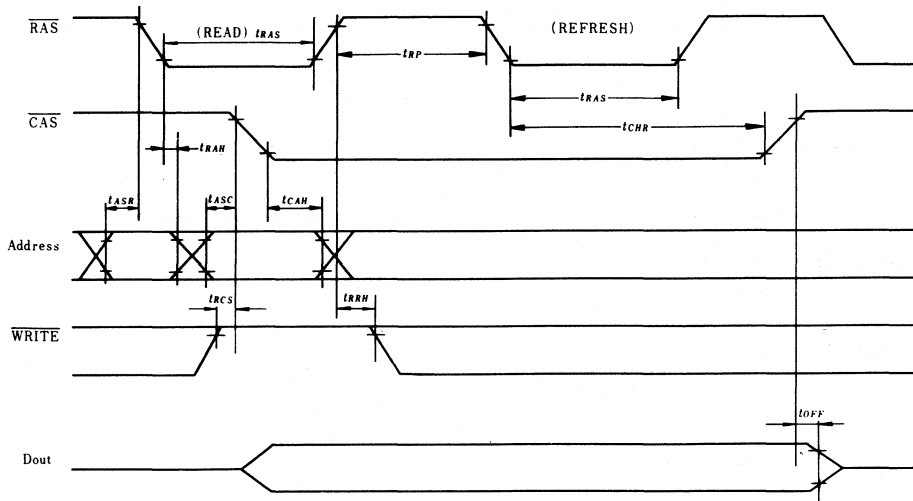 RAS (READ) tRAS tRP (REFRESH)
tRAS
CAS tCHR
tRAH
tASR tASC tCAH
Address
tRCS tRRH
WRITE
tOFF
Dout